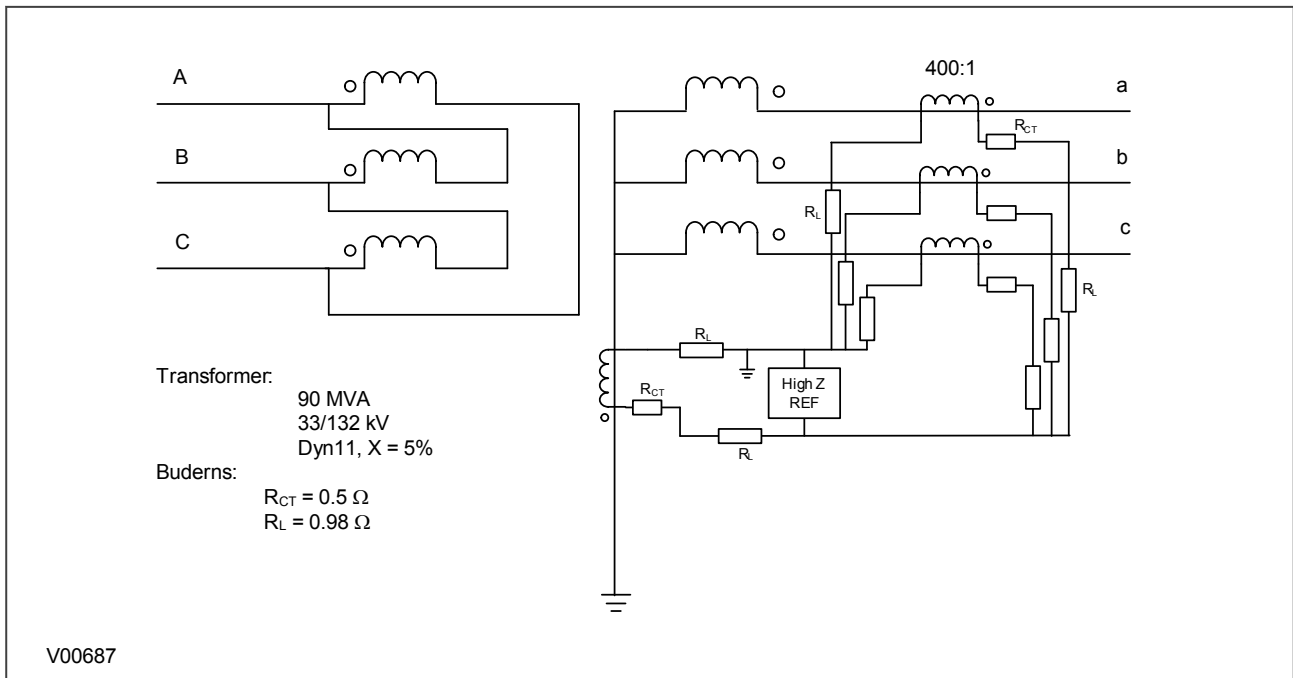 400:1
A
a
R_CT
B
b
R_L
C
c
R_L
R_L
Transformer:
90 MVA
33/132 kV
Dyn11, X = 5%
R_CT
High Z
REF
R_L
Buderns:
R_CT = 0.5 Ω
R_L = 0.98 Ω
V00687